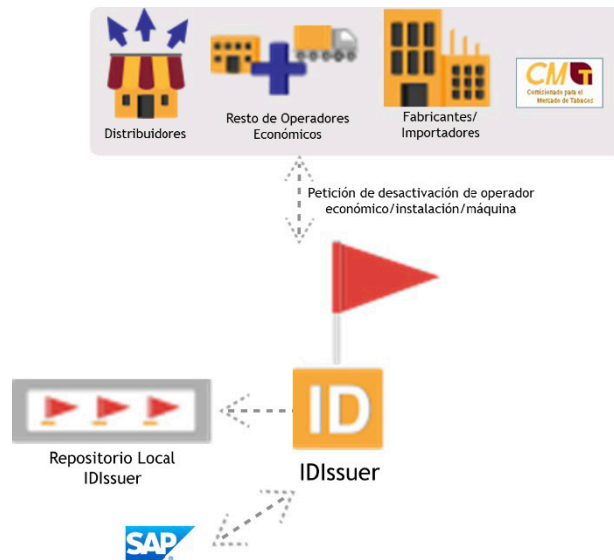 CMT
Comisionado para el
Mercado de Tabacos
Distribuidores
Resto de Operadores
Económicos
Fabricantes/
Importadores
Petición de desactivación de operador
económico/instalación/máquina
ID
IDIssuer
Repositorio Local
IDIssuer
SAP